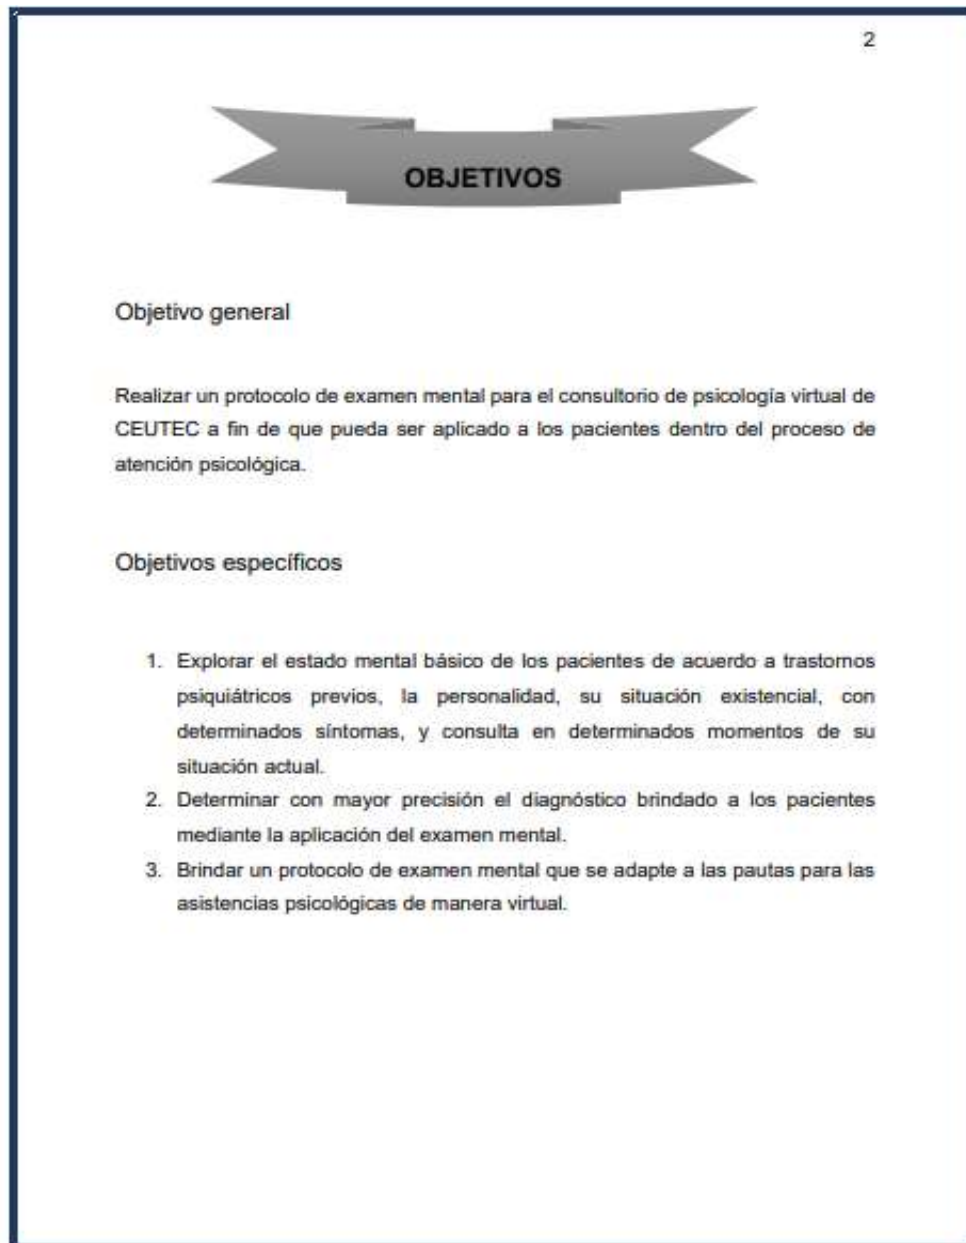 2
OBJETIVOS
Objetivo general
Realizar un protocolo de examen mental para el consultorio de psicología virtual de
CEUTEC a fin de que pueda ser aplicado a los pacientes dentro del proceso de
atención psicológica.
Objetivos específicos
1. Explorar el estado mental básico de los pacientes de acuerdo a trastornos
psiquiátricos previos, la personalidad, su situación existencial, con
determinados síntomas, y consulta en determinados momentos de su
situación actual.
2. Determinar con mayor precisión el diagnóstico brindado a los pacientes
mediante la aplicación del examen mental.
3. Brindar un protocolo de examen mental que se adapte a las pautas para las
asistencias psicológicas de manera virtual.